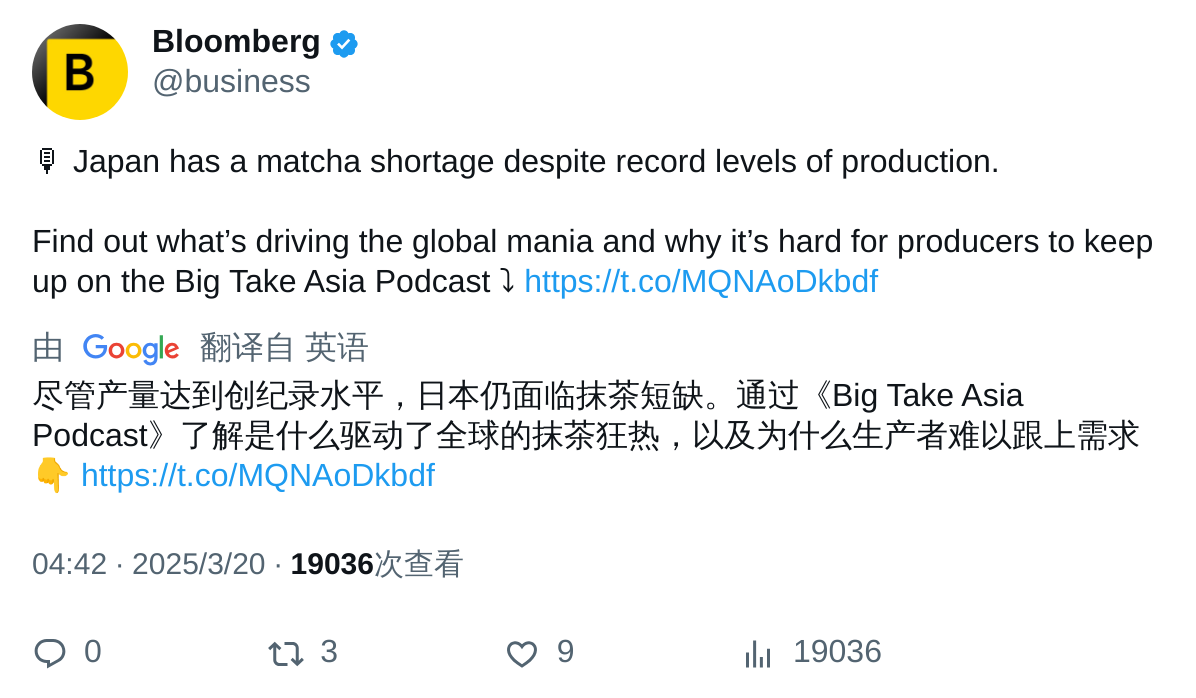 B
Bloomberg
@business
🎙 Japan has a matcha shortage despite record levels of production.
Find out what’s driving the global mania and why it’s hard for producers to keep
up on the Big Take Asia Podcast ⤵ https://t.co/MQNAoDkbdf
由 Google 翻译自 英语
尽管产量达到创纪录水平，日本仍面临抹茶短缺。通过《Big Take Asia
Podcast》了解是什么驱动了全球的抹茶狂热，以及为什么生产者难以跟上需求
👇 https://t.co/MQNAoDkbdf
04:42 · 2025/3/20 · 19036次查看
0 3 9 19036